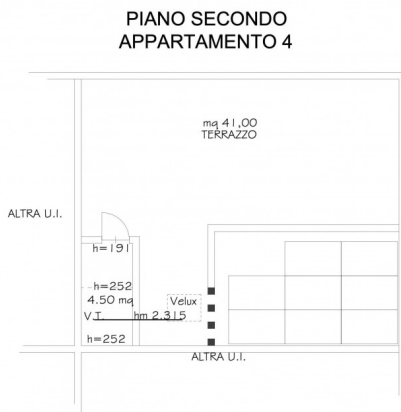 PIANO SECONDO
APPARTAMENTO 4
mq 41,00
TERRAZZO
ALTRA U.I.
h=191
h=252
4.50 mq
Velux
V.T.
hm 2.315
h=252
ALTRA U.I.